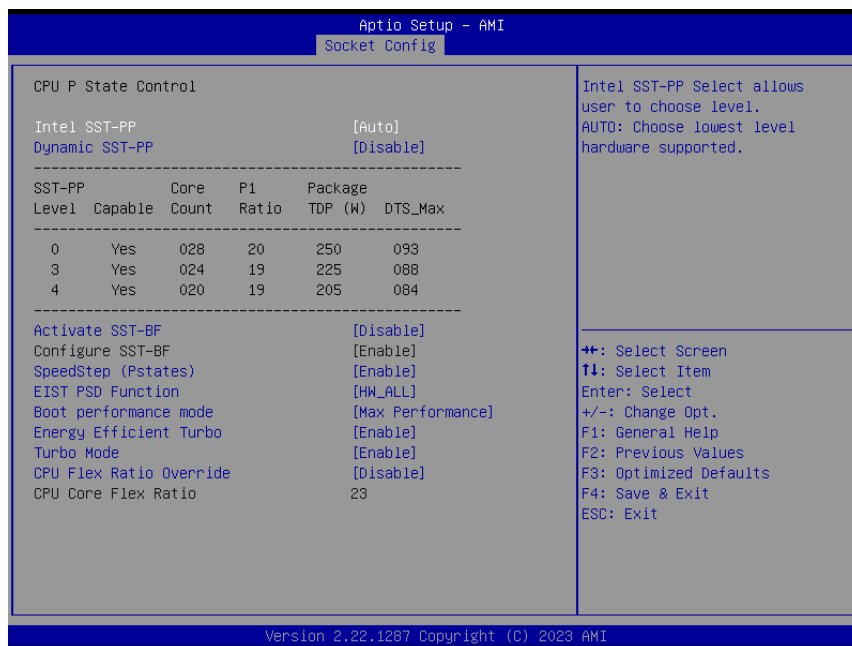 Aptio Setup – AMI
Socket Config
CPU P State Control
Intel SST-PP [Auto]
Dynamic SST-PP [Disable]
----------------------------------------------------
SST-PP Core P1 Package
Level Capable Count Ratio TDP (W) DTS_Max
----------------------------------------------------
0 Yes 028 20 250 093
3 Yes 024 19 225 088
4 Yes 020 19 205 084
----------------------------------------------------
Activate SST-BF [Disable]
Configure SST-BF [Enable]
SpeedStep (Pstates) [Enable]
EIST PSD Function [HW_ALL]
Boot performance mode [Max Performance]
Energy Efficient Turbo [Enable]
Turbo Mode [Enable]
CPU Flex Ratio Override [Disable]
CPU Core Flex Ratio 23
Intel SST-PP Select allows
user to choose level.
AUTO: Choose lowest level
hardware supported.
→←: Select Screen
↑↓: Select Item
Enter: Select
+/-: Change Opt.
F1: General Help
F2: Previous Values
F3: Optimized Defaults
F4: Save & Exit
ESC: Exit
Version 2.22.1287 Copyright (C) 2023 AMI